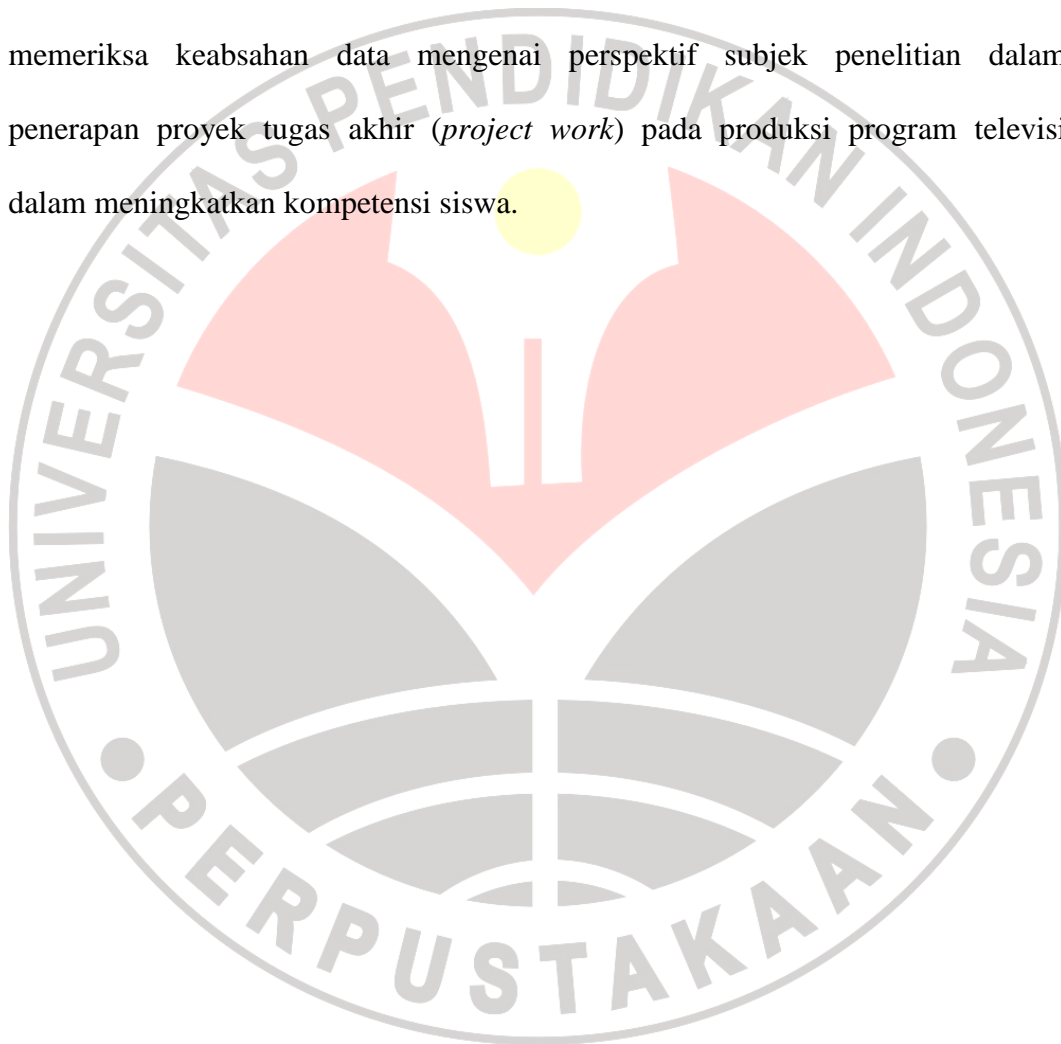 memeriksa keabsahan data mengenai perspektif subjek penelitian dalam
penerapan proyek tugas akhir (project work) pada produksi program televisi
dalam meningkatkan kompetensi siswa.
UNIVERSITAS PENDIDIKAN INDONESIA
PERPUSTAKAAN